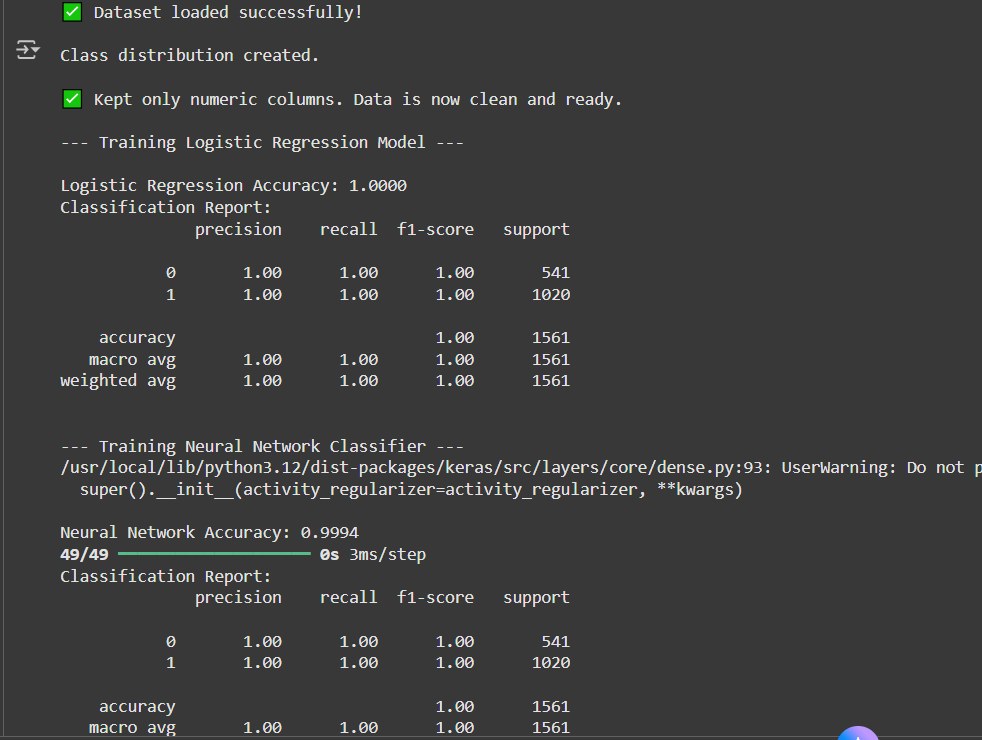 ✅ Dataset loaded successfully!
Class distribution created.
✅ Kept only numeric columns. Data is now clean and ready.
--- Training Logistic Regression Model ---
Logistic Regression Accuracy: 1.0000
Classification Report:
precision recall f1-score support
0 1.00 1.00 1.00 541
1 1.00 1.00 1.00 1020
accuracy 1.00 1561
macro avg 1.00 1.00 1.00 1561
weighted avg 1.00 1.00 1.00 1561
--- Training Neural Network Classifier ---
/usr/local/lib/python3.12/dist-packages/keras/src/layers/core/dense.py:93: UserWarning: Do not p
super().__init__(activity_regularizer=activity_regularizer, **kwargs)
Neural Network Accuracy: 0.9994
49/49 0s 3ms/step
Classification Report:
precision recall f1-score support
0 1.00 1.00 1.00 541
1 1.00 1.00 1.00 1020
accuracy 1.00 1561
macro avg 1.00 1.00 1.00 1561